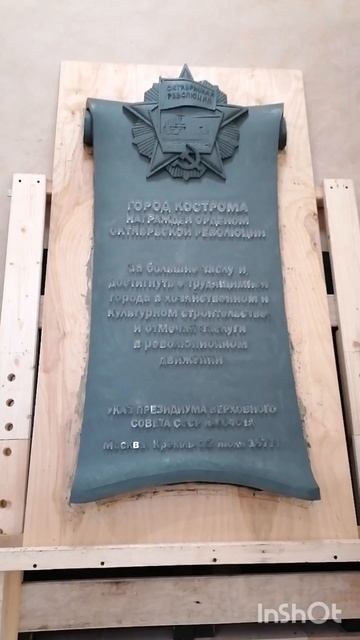 ОКТЯБРЬСКАЯ
РЕВОЛЮЦИЯ
ГОРОД КОСТРОМА
НАГРАЖДЕН ОРДЕНОМ
ОКТЯБРЬСКОЙ РЕВОЛЮЦИИ
за большие
достигнутые трудящимися
города в хозяйственном и
культурном строительстве
и отмечая заслуги
в революционном
движении
УКАЗ ПРЕЗИДИУМА ВЕРХОВНОГО
СОВЕТА СССР
Москва Кремль
InShOt